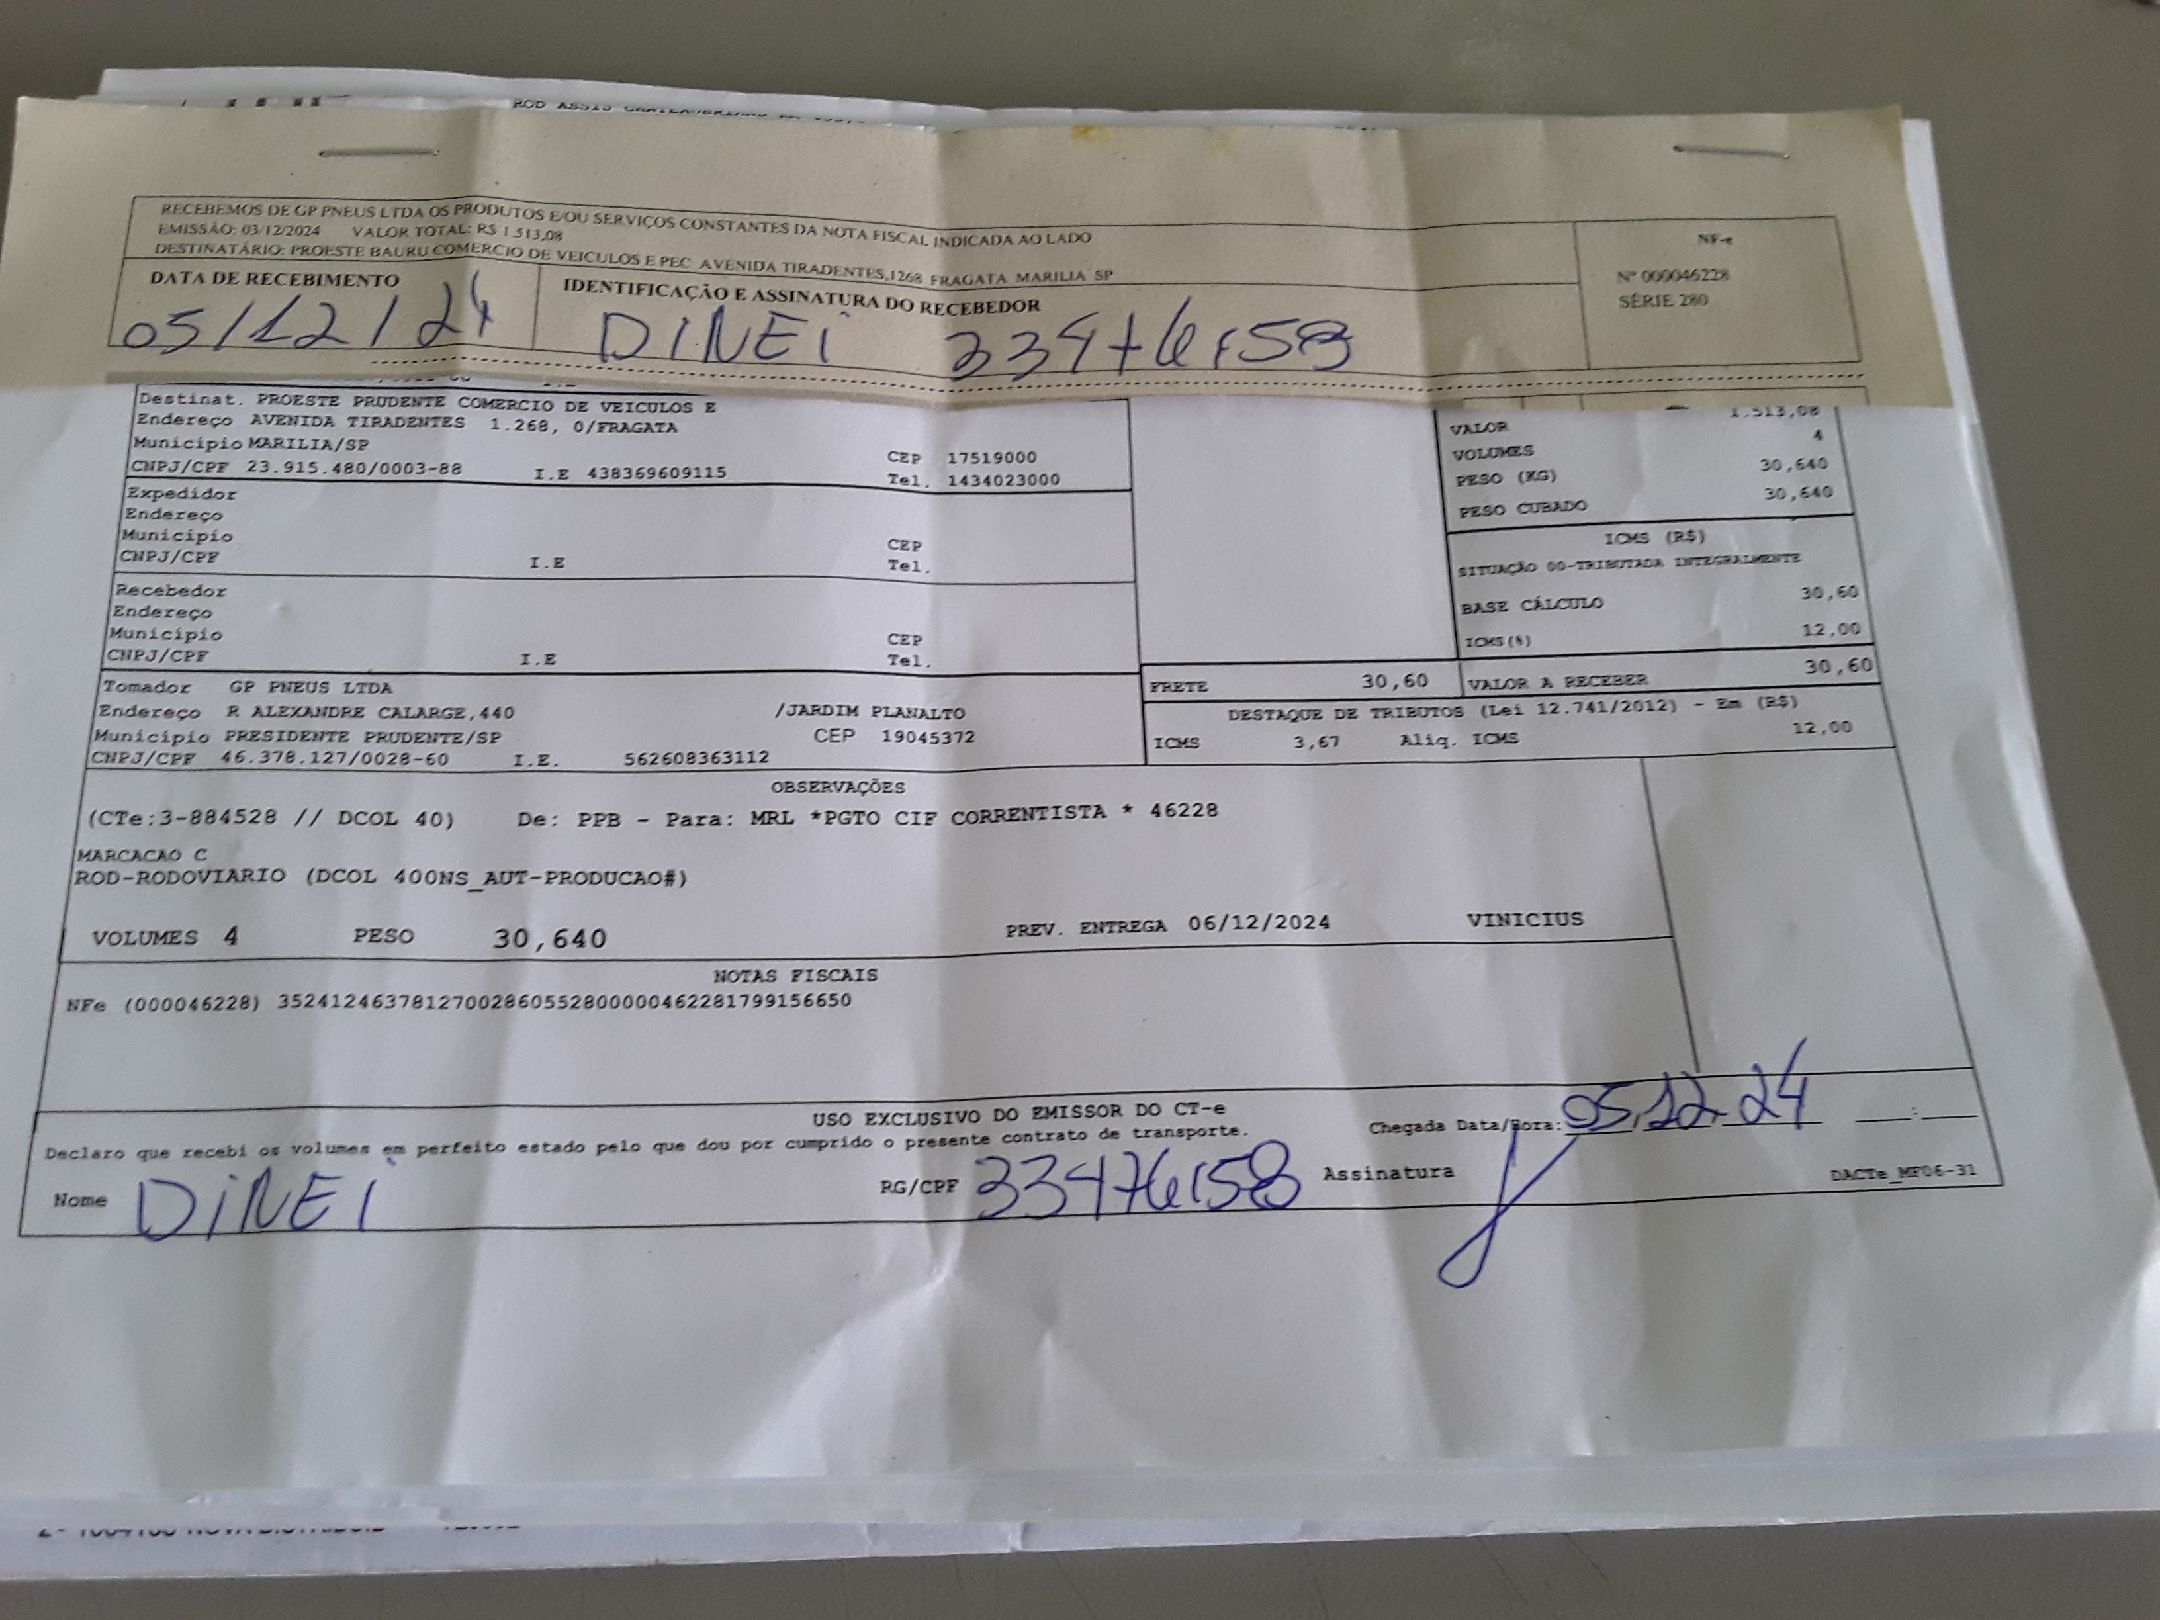 RECEBEMOS DE GP PNEUS LTDA OS PRODUTOS E/OU SERVIÇOS CONSTANTES DA NOTA FISCAL INDICADA AO LADO
EMISSÃO: 03/12/2024 VALOR TOTAL: R$ 1.513,08
DESTINATÁRIO: PROESTE BAURU COMERCIO DE VEICULOS E PEC AVENIDA TIRADENTES,1268 FRAGATA MARILIA SP
NF-e
Nº 000046228
SÉRIE 280
DATA DE RECEBIMENTO
05/12/24
IDENTIFICAÇÃO E ASSINATURA DO RECEBEDOR
DINEI 33476158
Destinat. PROESTE PRUDENTE COMERCIO DE VEICULOS E
Endereço AVENIDA TIRADENTES 1.268, 0/FRAGATA
Município MARILIA/SP CEP 17519000
CNPJ/CPF 23.915.480/0003-88 I.E 438369609115 Tel. 1434023000
VALOR 1.513,08
VOLUMES 4
PESO (KG) 30,640
PESO CUBADO 30,640
Expedidor
Endereço
Município CEP
CNPJ/CPF I.E Tel.
ICMS (R$)
SITUAÇÃO 00-TRIBUTADA INTEGRALMENTE
BASE CÁLCULO 30,60
ICMS(%) 12,00
Recebedor
Endereço
Município CEP
CNPJ/CPF I.E Tel.
FRETE 30,60 VALOR A RECEBER 30,60
Tomador GP PNEUS LTDA
Endereço R ALEXANDRE CALARGE,440 /JARDIM PLANALTO
Município PRESIDENTE PRUDENTE/SP CEP 19045372
CNPJ/CPF 46.378.127/0028-60 I.E. 562608363112
DESTAQUE DE TRIBUTOS (Lei 12.741/2012) - Em (R$)
ICMS 3,67 Aliq. ICMS 12,00
OBSERVAÇÕES
(CTe:3-884528 // DCOL 40) De: PPB - Para: MRL *PGTO CIF CORRENTISTA * 46228
MARCACAO C
ROD-RODOVIARIO (DCOL 400NS_AUT-PRODUCAO#)
VOLUMES 4 PESO 30,640 PREV. ENTREGA 06/12/2024 VINICIUS
NOTAS FISCAIS
NFe (000046228) 35241246378127002860552800000462281799156650
USO EXCLUSIVO DO EMISSOR DO CT-e
Declaro que recebi os volumes em perfeito estado pelo que dou por cumprido o presente contrato de transporte.
Chegada Data/Hora: 05.12.24 __:__
Nome DINEI RG/CPF 33476158 Assinatura
DACTe_MF06-31